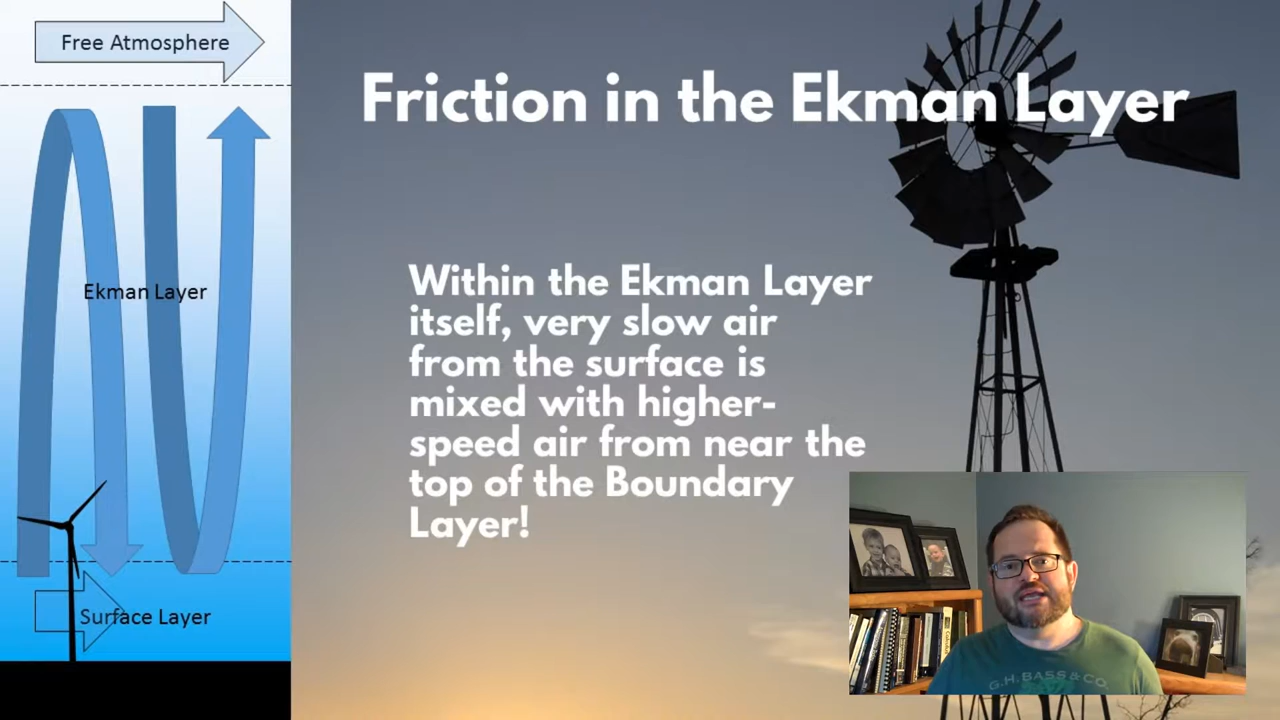 Free Atmosphere
Ekman Layer
Surface Layer
Friction in the Ekman Layer
Within the Ekman Layer
itself, very slow air
from the surface is
mixed with higher-
speed air from near the
top of the Boundary
Layer!
G.H. BASS & CO.